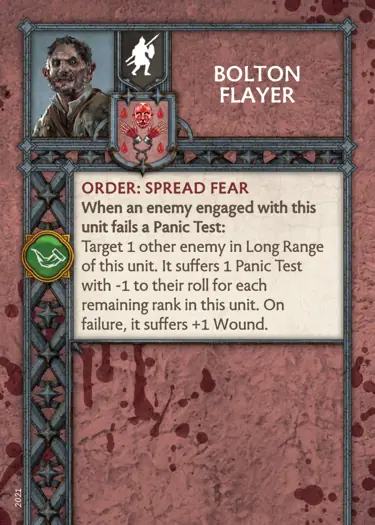 BOLTON
FLAYER
ORDER: SPREAD FEAR
When an enemy engaged with this
unit fails a Panic Test:
Target 1 other enemy in Long Range
of this unit. It suffers 1 Panic Test
with -1 to their roll for each
remaining rank in this unit. On
failure, it suffers +1 Wound.
2021